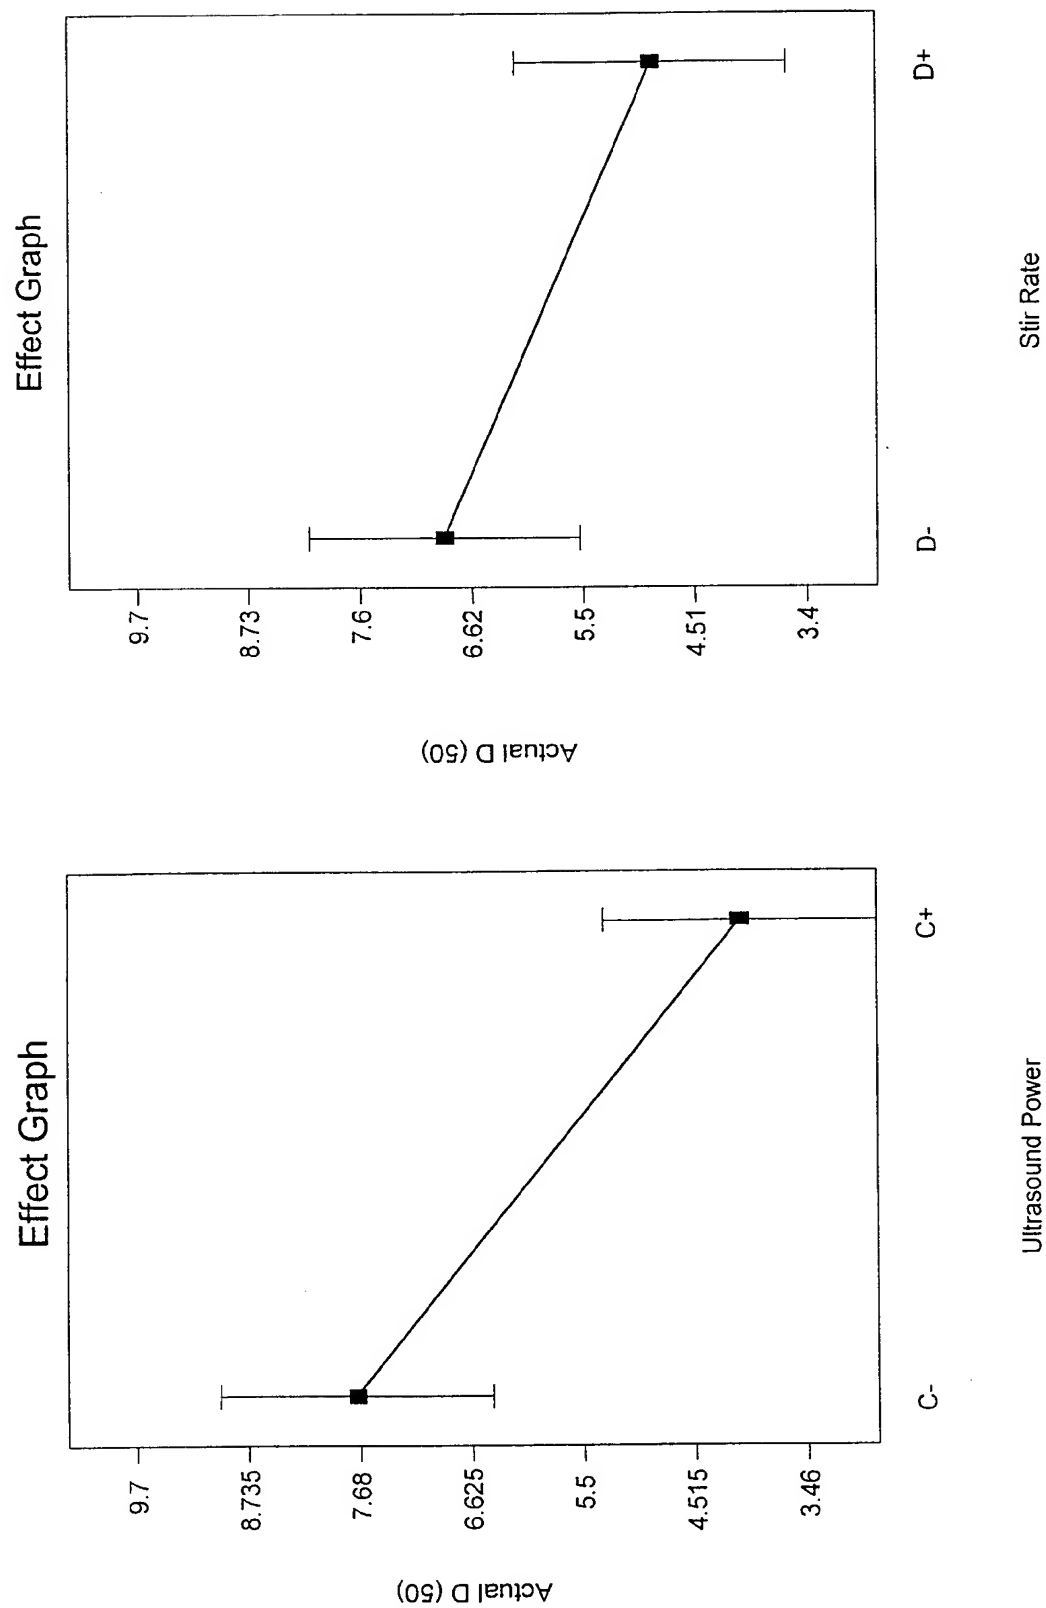 Effect Graph
Actual D (50)
9.7
8.735
7.68
6.625
5.5
4.515
3.46
C-
C+
Ultrasound Power
Effect Graph
Actual D (50)
9.7
8.73
7.6
6.62
5.5
4.51
3.4
D-
D+
Stir Rate